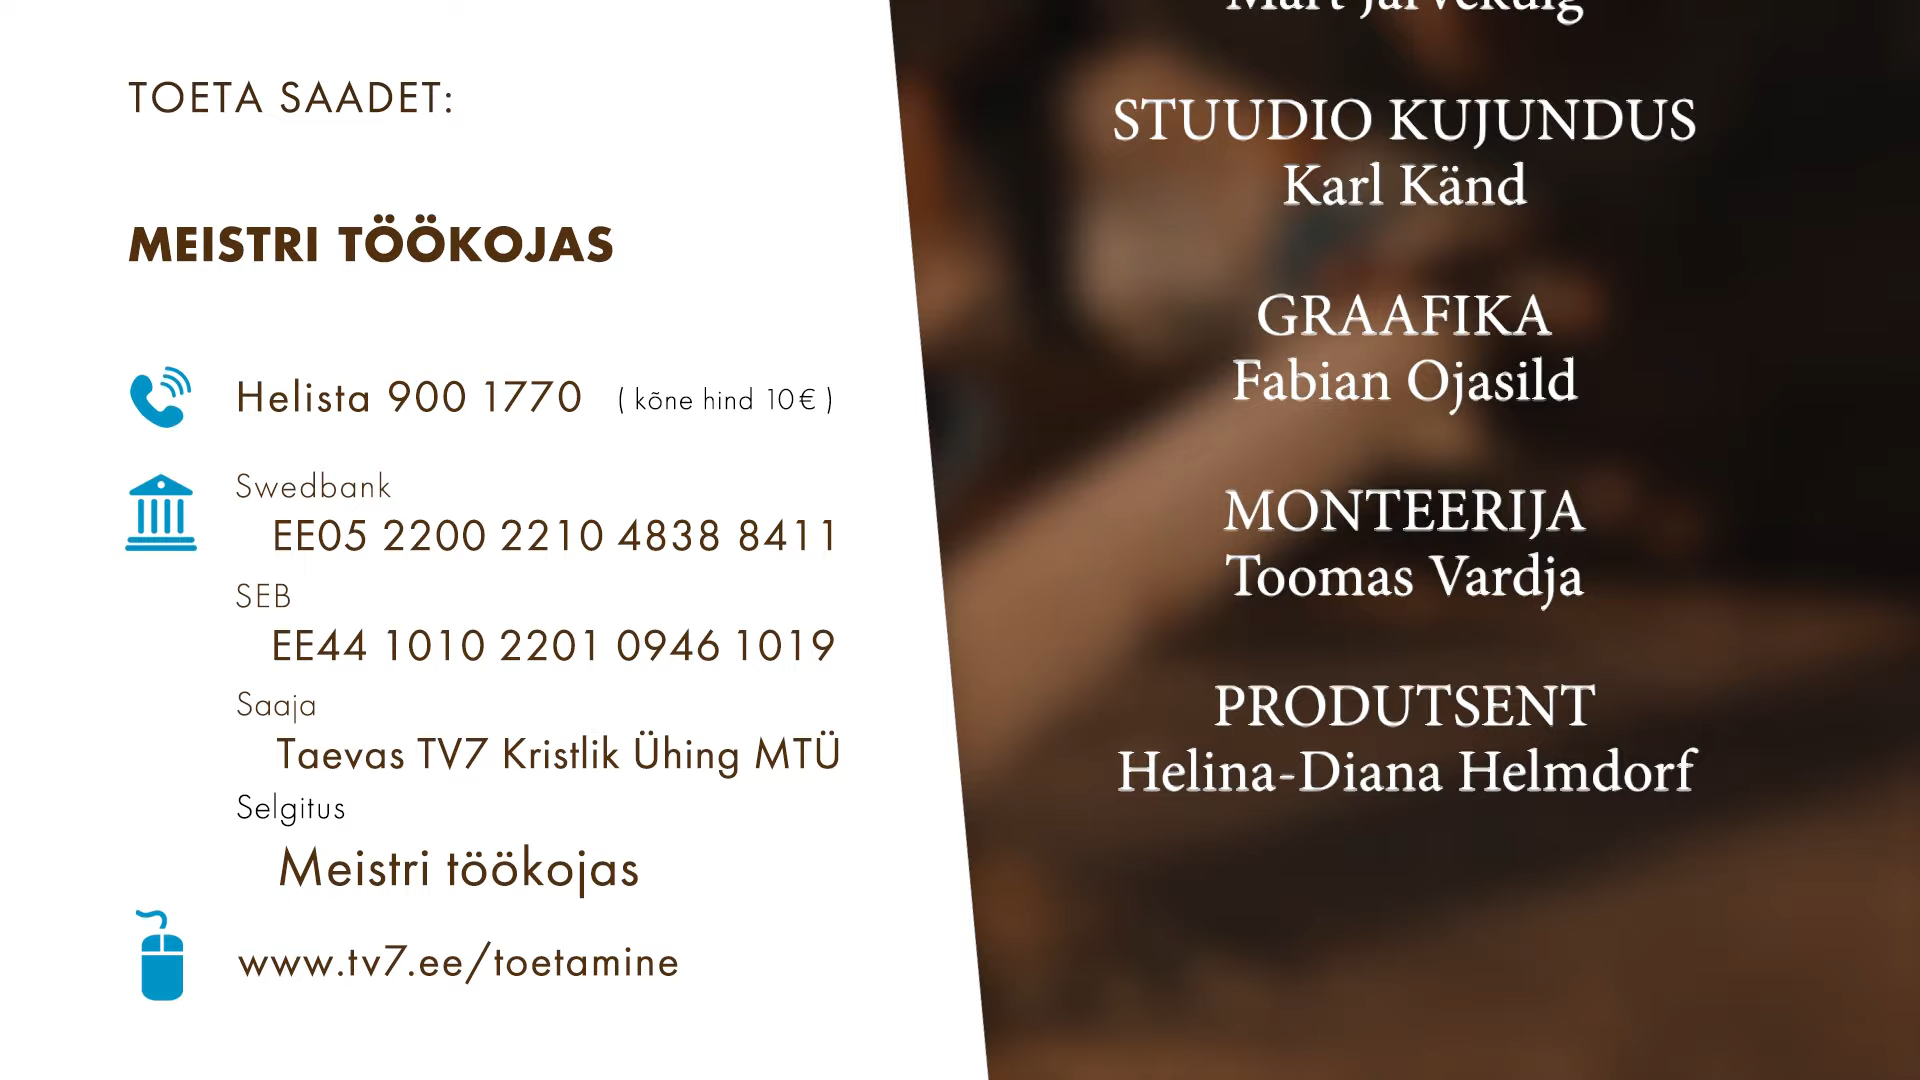 TOETA SAADET:
MEISTRI TÖÖKOJAS
Helista 900 1770 ( kõne hind 10€ )
Swedbank
EE05 2200 2210 4838 8411
SEB
EE44 1010 2201 0946 1019
Saaja
Taevas TV7 Kristlik Ühing MTÜ
Selgitus
Meistri töökojas
www.tv7.ee/toetamine
STUUDIO KUJUNDUS
Karl Känd
GRAAFIKA
Fabian Ojasild
MONTEERIJA
Toomas Vardja
PRODUTSENT
Helina-Diana Helmdorf